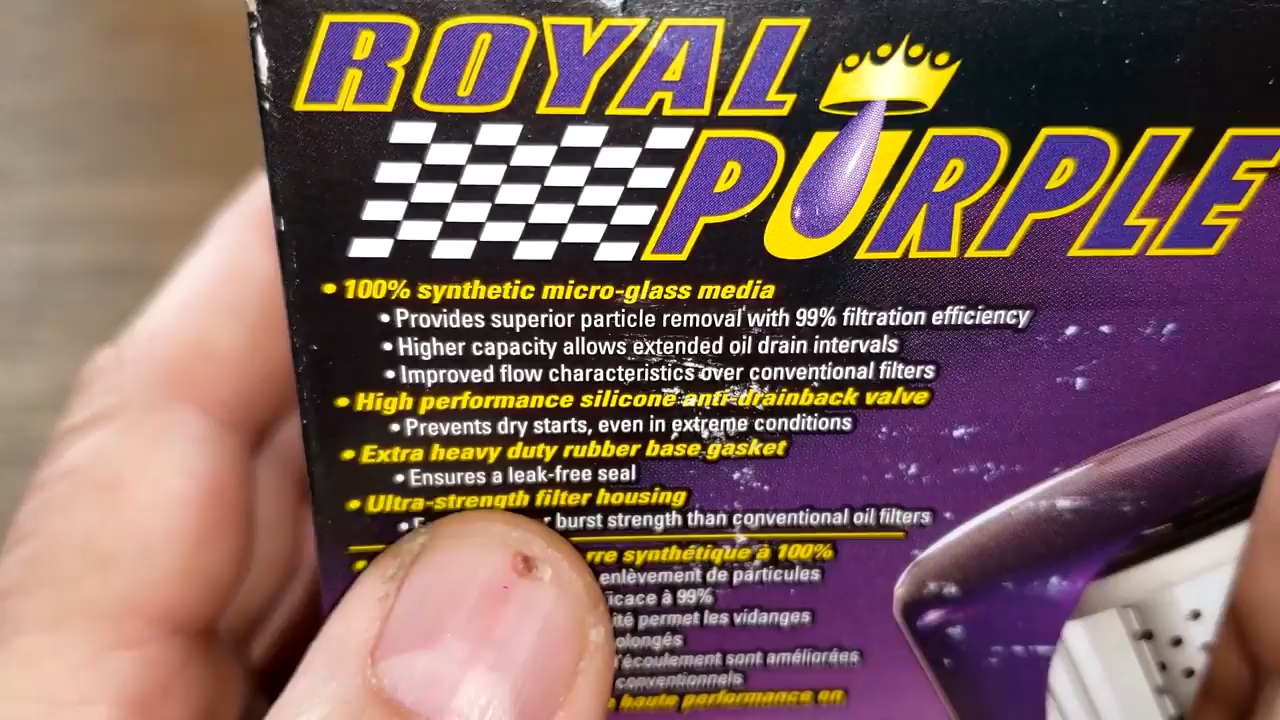 ROYAL
PURPLE
• 100% synthetic micro-glass media
• Provides superior particle removal with 99% filtration efficiency
• Higher capacity allows extended oil drain intervals
• Improved flow characteristics over conventional filters
• High performance silicone anti-drainback valve
• Prevents dry starts, even in extreme conditions
• Extra heavy duty rubber base gasket
• Ensures a leak-free seal
• Ultra-strength filter housing
• burst strength than conventional oil filters
• synthétique à 100%
enlèvement de particules
à 99%
permet les vidanges
l'écoulement sont améliorées
conventionnels
haute performance en